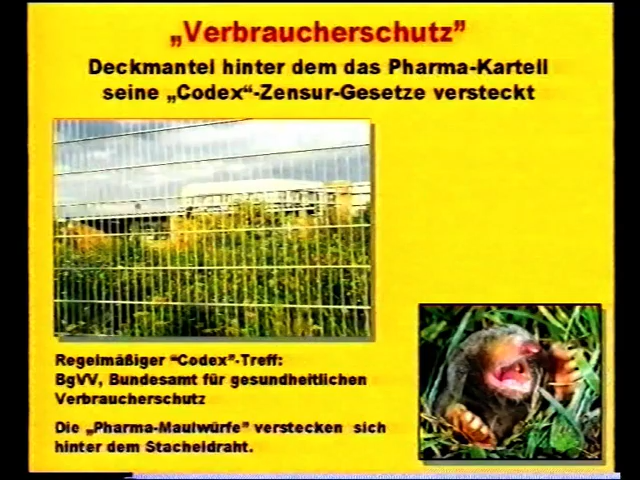 „Verbraucherschutz”
Deckmantel hinter dem das Pharma-Kartell
seine „Codex“-Zensur-Gesetze versteckt
Regelmäßiger “Codex”-Treff:
BgVV, Bundesamt für gesundheitlichen
Verbraucherschutz
Die „Pharma-Maulwürfe” verstecken sich
hinter dem Stacheldraht.